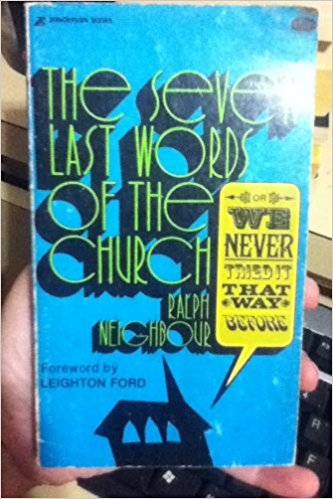 ZONDERVAN BOOKS
THE SEVEN
LAST WORDS
OF THE
CHURCH
RALPH
NEIGHBOUR
OR
WE
NEVER
TRIED IT
THAT
WAY
BEFORE
Foreword by
LEIGHTON FORD